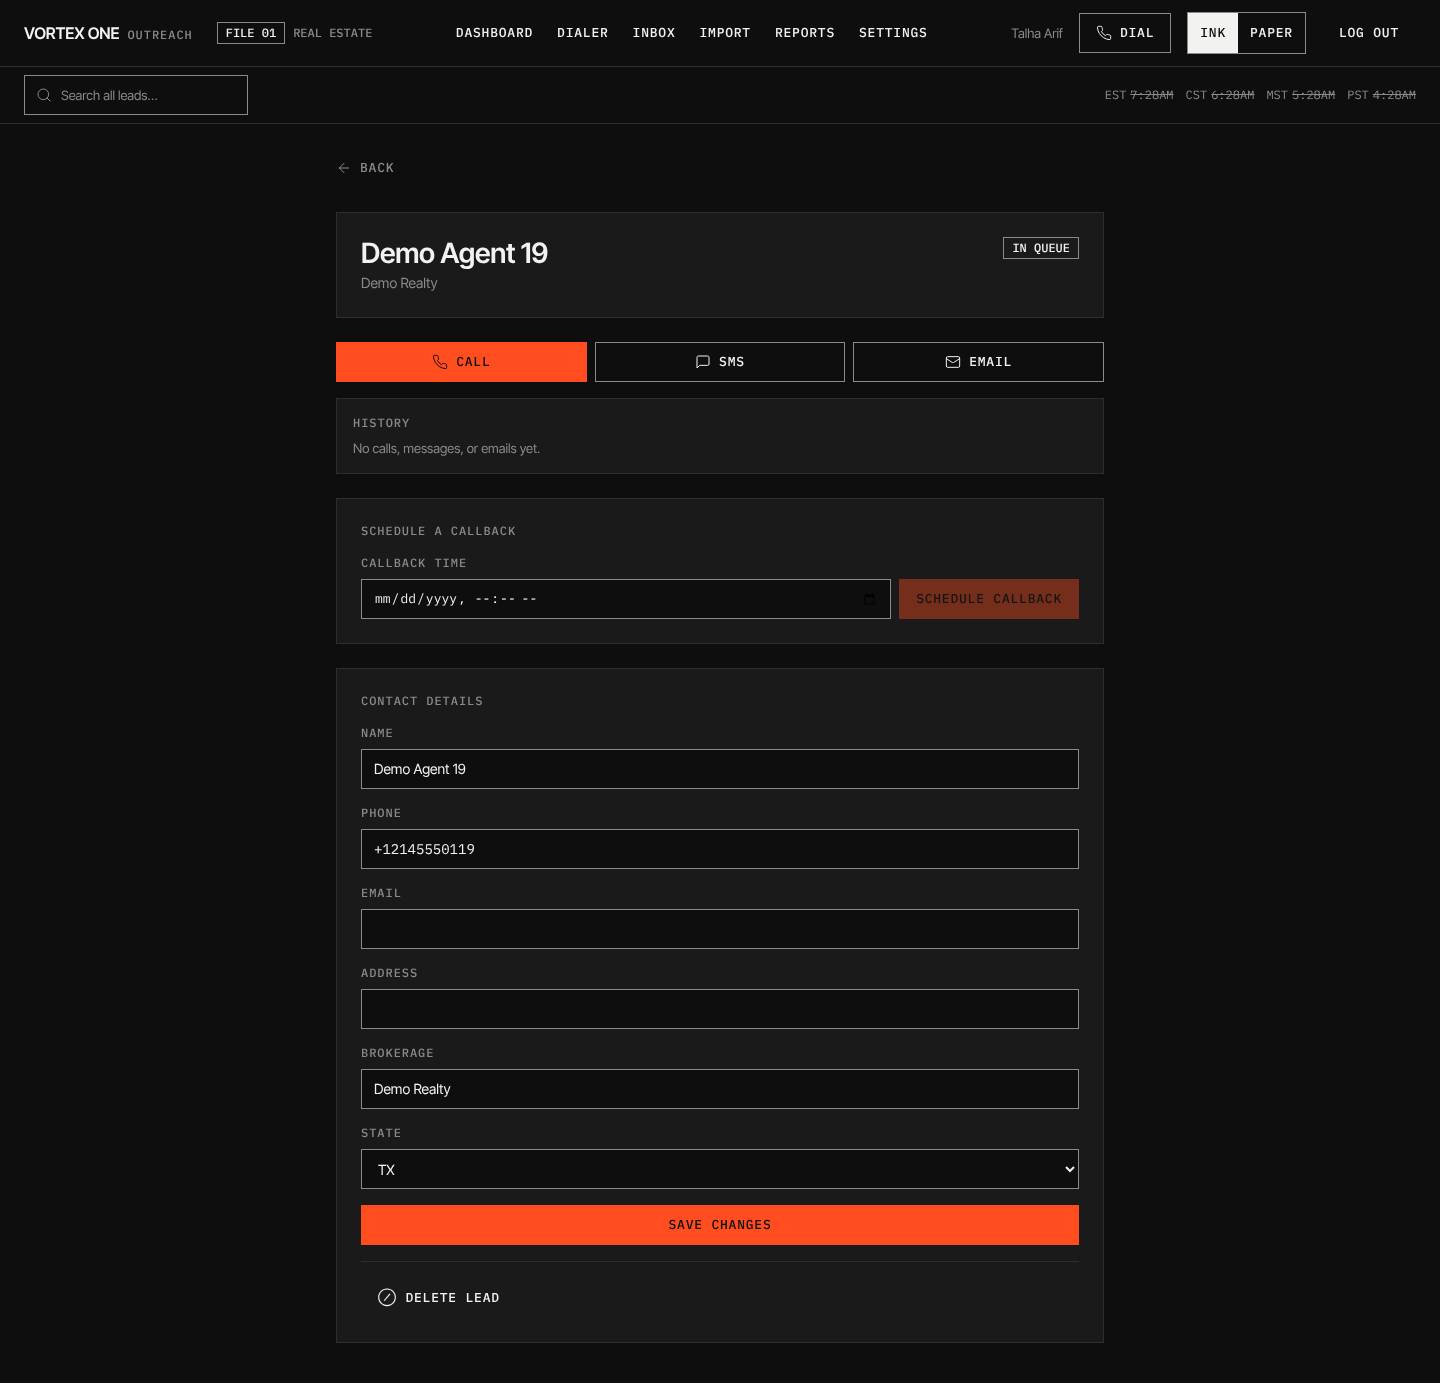 VORTEX ONE OUTREACH FILE 01 REAL ESTATE DASHBOARD DIALER INBOX IMPORT REPORTS SETTINGS Talha Arif DIAL INK PAPER LOG OUT
Search all leads... EST 7:28AM CST 6:28AM MST 5:28AM PST 4:28AM
BACK
Demo Agent 19
IN QUEUE
Demo Realty
CALL SMS EMAIL
HISTORY
No calls, messages, or emails yet.
SCHEDULE A CALLBACK
CALLBACK TIME
mm/dd/yyyy, --:-- -- SCHEDULE CALLBACK
CONTACT DETAILS
NAME
Demo Agent 19
PHONE
+12145550119
EMAIL
ADDRESS
BROKERAGE
Demo Realty
STATE
TX
SAVE CHANGES
DELETE LEAD